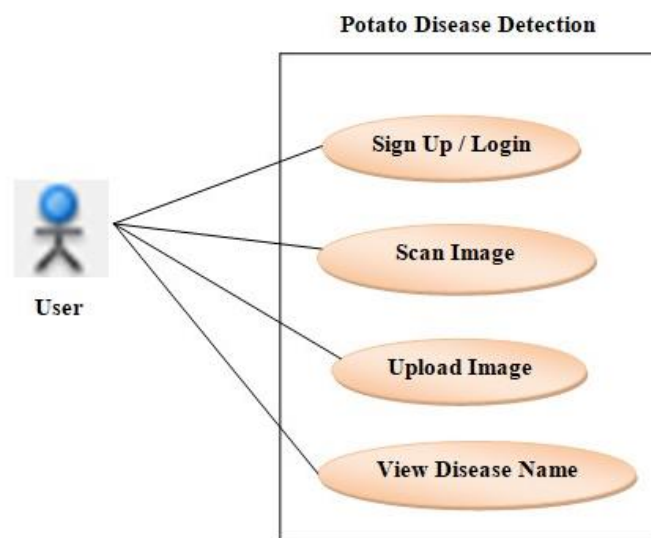 Potato Disease Detection
Sign Up / Login
Scan Image
User
Upload Image
View Disease Name